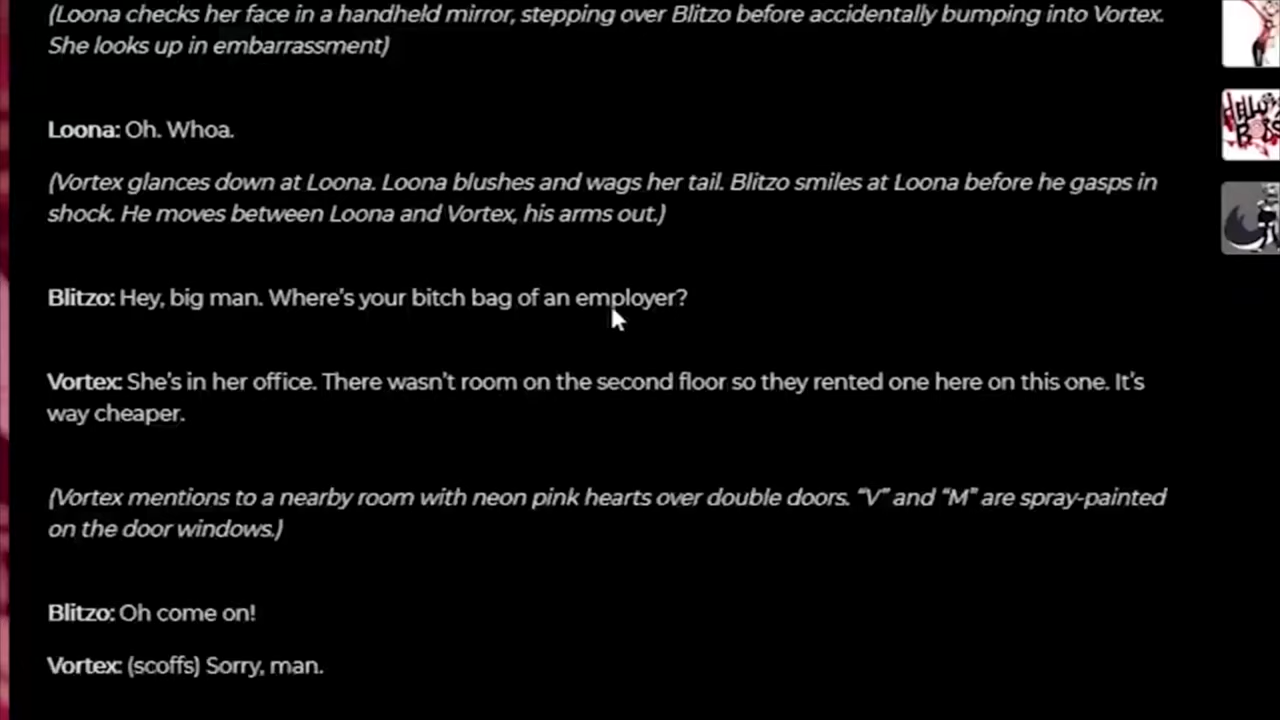 (Loona checks her face in a handheld mirror, stepping over Blitzo before accidentally bumping into Vortex.
She looks up in embarrassment)
Loona: Oh. Whoa.
(Vortex glances down at Loona. Loona blushes and wags her tail. Blitzo smiles at Loona before he gasps in
shock. He moves between Loona and Vortex, his arms out.)
Blitzo: Hey, big man. Where's your bitch bag of an employer?
Vortex: She's in her office. There wasn't room on the second floor so they rented one here on this one. It's
way cheaper.
(Vortex mentions to a nearby room with neon pink hearts over double doors. “V” and “M” are spray-painted
on the door windows.)
Blitzo: Oh come on!
Vortex: (scoffs) Sorry, man.